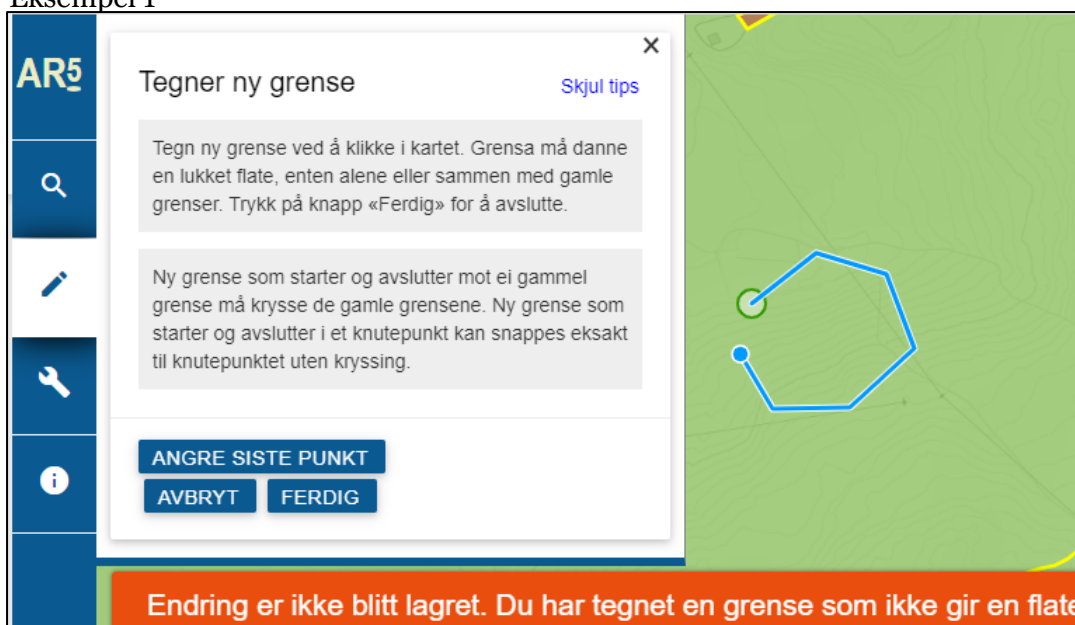 Eksempel 1
AR5
Tegner ny grense
Skjul tips
Tegn ny grense ved å klikke i kartet. Grensa må danne
en lukket flate, enten alene eller sammen med gamle
grenser. Trykk på knapp «Ferdig» for å avslutte.
Ny grense som starter og avslutter mot ei gammel
grense må krysse de gamle grensene. Ny grense som
starter og avslutter i et knutepunkt kan snappes eksakt
til knutepunktet uten kryssing.
ANGRE SISTE PUNKT
AVBRYT FERDIG
Endring er ikke blitt lagret. Du har tegnet en grense som ikke gir en flate